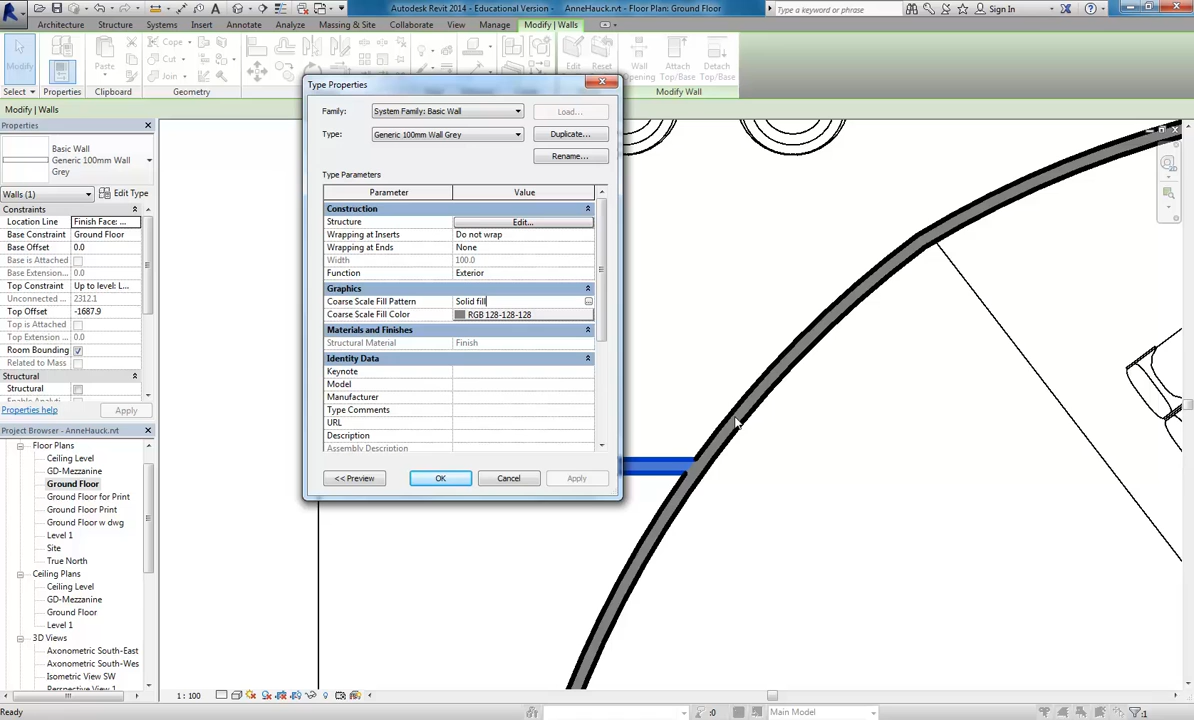 Autodesk Revit 2014 - Educational Version - AnneHauck.rvt - Floor Plan: Ground Floor
Type a keyword or phrase
Sign In
Architecture Structure Systems Insert Annotate Analyze Massing & Site Collaborate View Manage Modify | Walls
Modify Paste Cope Cut Join Edit Reset Wall Attach Detach
Opening Top/Base Top/Base
Select Properties Clipboard Geometry Modify Wall
Modify | Walls
Properties
Basic Wall
Generic 100mm Wall
Grey
Walls (1) Edit Type
Constraints
Location Line Finish Face: ...
Base Constraint Ground Floor
Base Offset 0.0
Base is Attached
Base Extension... 0.0
Top Constraint Up to level: L...
Unconnected ... 2312.1
Top Offset -1687.9
Top is Attached
Top Extension ... 0.0
Room Bounding
Related to Mass
Structural
Structural
Enable Analyti...
Properties help Apply
Project Browser - AnneHauck.rvt
Floor Plans
Ceiling Level
GD-Mezzanine
Ground Floor
Ground Floor for Print
Ground Floor Print
Ground Floor w dwg
Level 1
Site
True North
Ceiling Plans
GD-Mezzanine
Ground Floor
Level 1
3D Views
Axonometric South-East
Axonometric South-Wes
Isometric View SW
Perspective View 1
Type Properties
Family: System Family: Basic Wall Load...
Type: Generic 100mm Wall Grey Duplicate...
Rename...
Type Parameters
Parameter Value
Construction
Structure Edit...
Wrapping at Inserts Do not wrap
Wrapping at Ends None
Width 100.0
Function Exterior
Graphics
Coarse Scale Fill Pattern Solid fill
Coarse Scale Fill Color RGB 128-128-128
Materials and Finishes
Structural Material Finish
Identity Data
Keynote
Model
Manufacturer
Type Comments
URL
Description
Assembly Description
<< Preview OK Cancel Apply
1 : 100
Ready
:0 Main Model :1